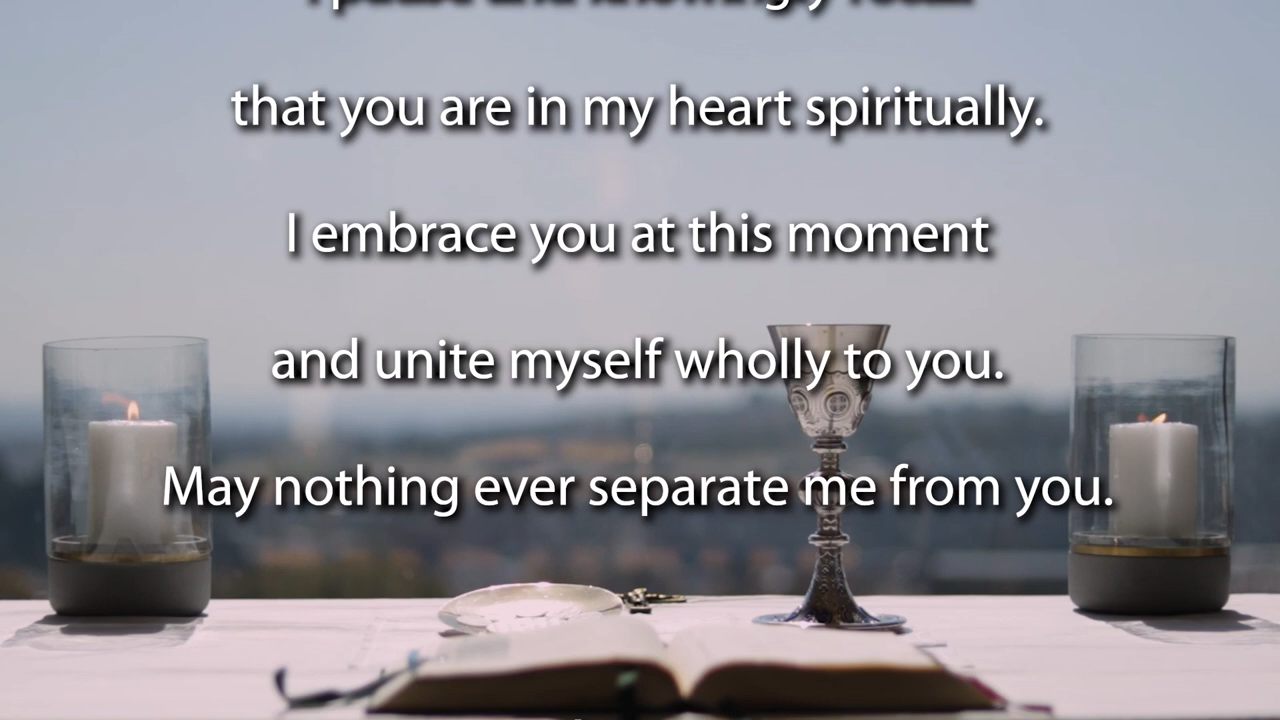 that you are in my heart spiritually.
I embrace you at this moment
and unite myself wholly to you.
May nothing ever separate me from you.